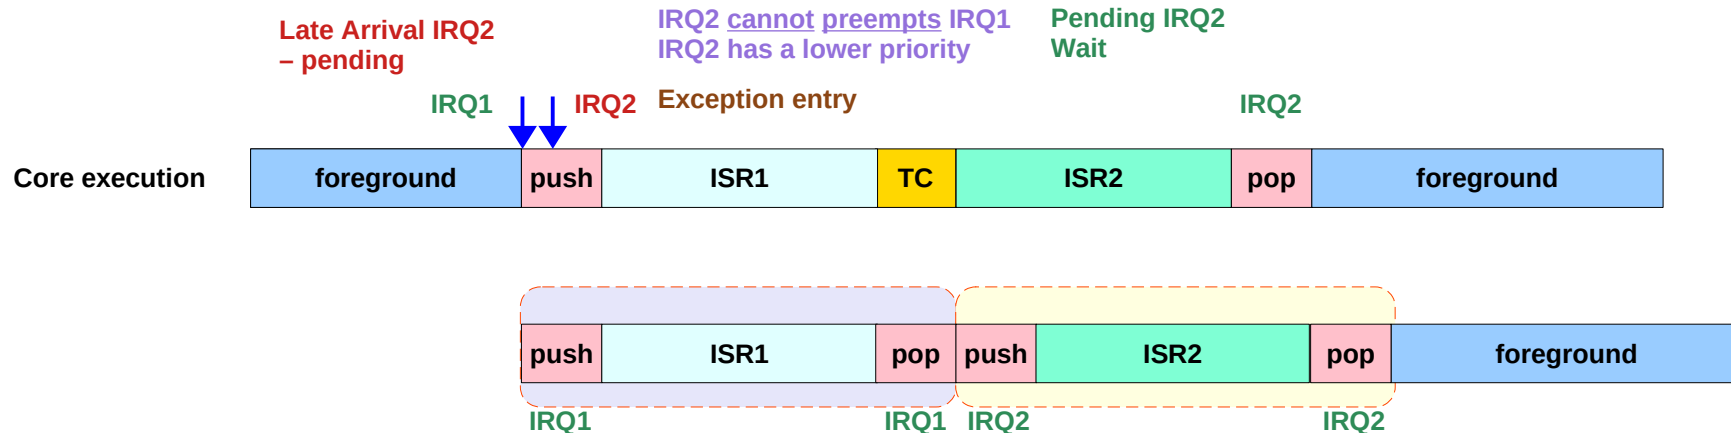 Late Arrival IRQ2
– pending
IRQ2 cannot preempts IRQ1
IRQ2 has a lower priority
Pending IRQ2
Wait
IRQ1
IRQ2
Exception entry
IRQ2
Core execution
foreground
push
ISR1
TC
ISR2
pop
foreground
push
ISR1
pop
push
ISR2
pop
foreground
IRQ1
IRQ1
IRQ2
IRQ2